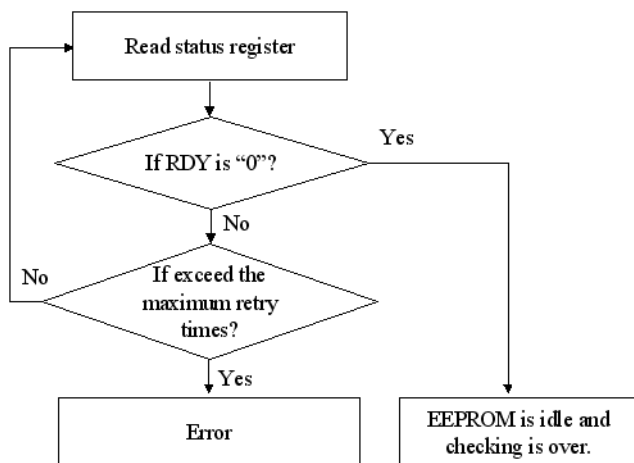 Read status register
If RDY is “0”?
Yes
No
No
If exceed the
maximum retry
times?
Yes
Error
EEPROM is idle and
checking is over.